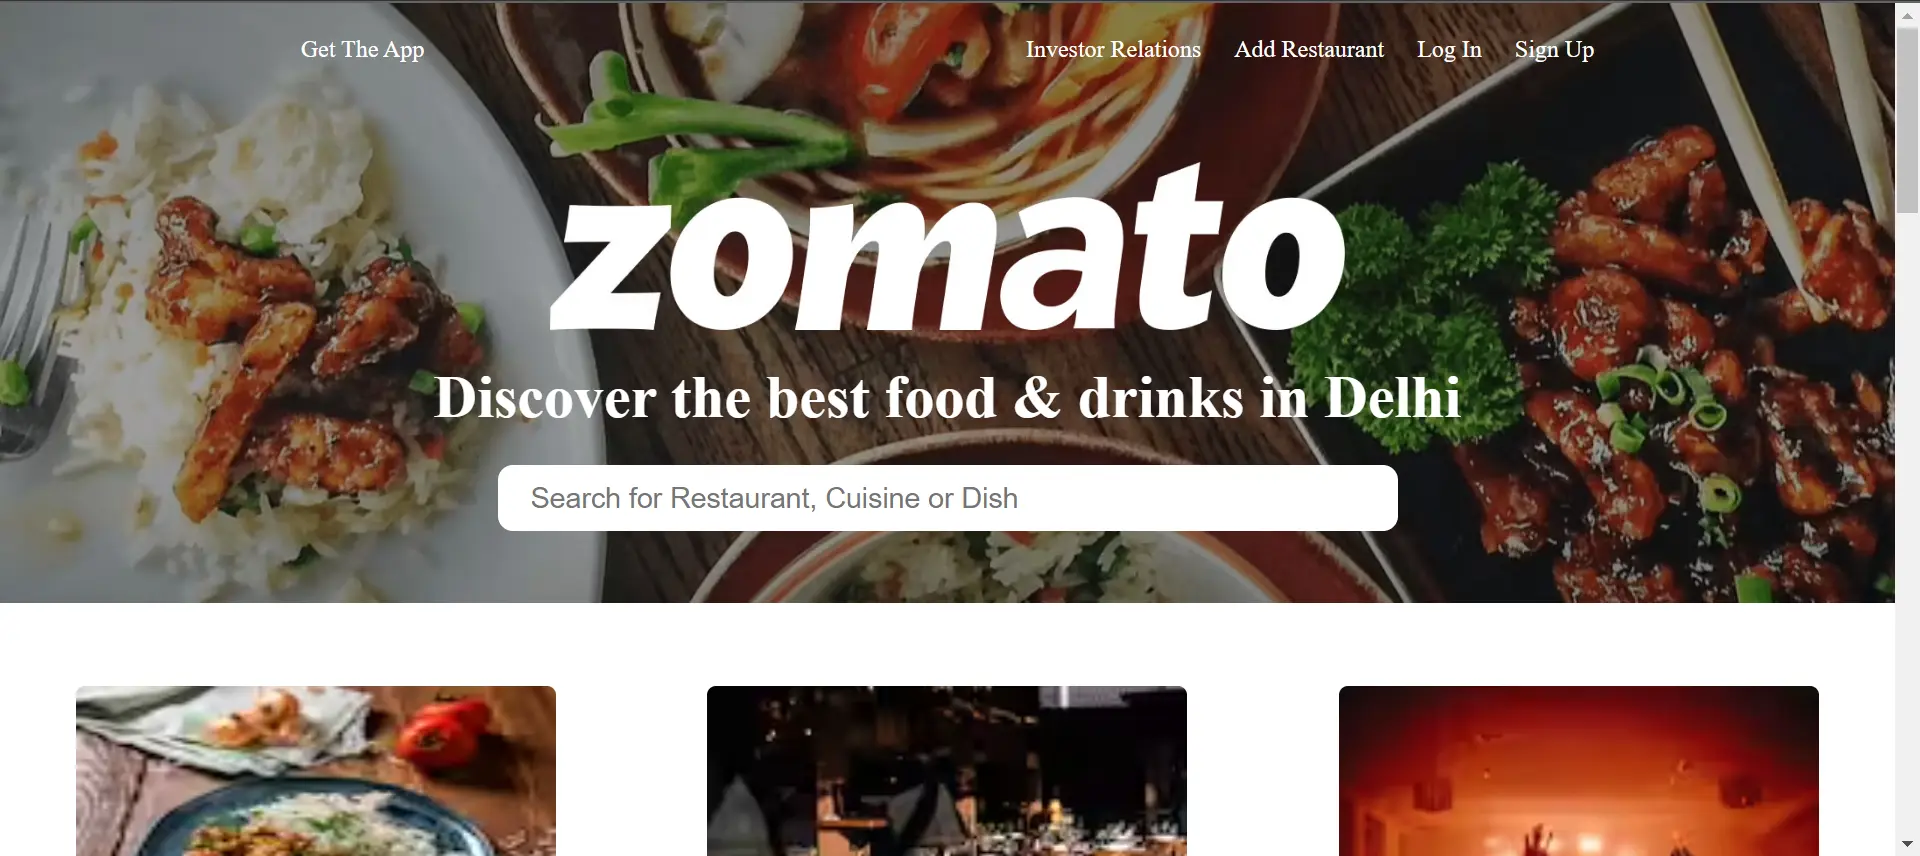 Get The App Investor Relations Add Restaurant Log In Sign Up
zomato
Discover the best food & drinks in Delhi
Search for Restaurant, Cuisine or Dish